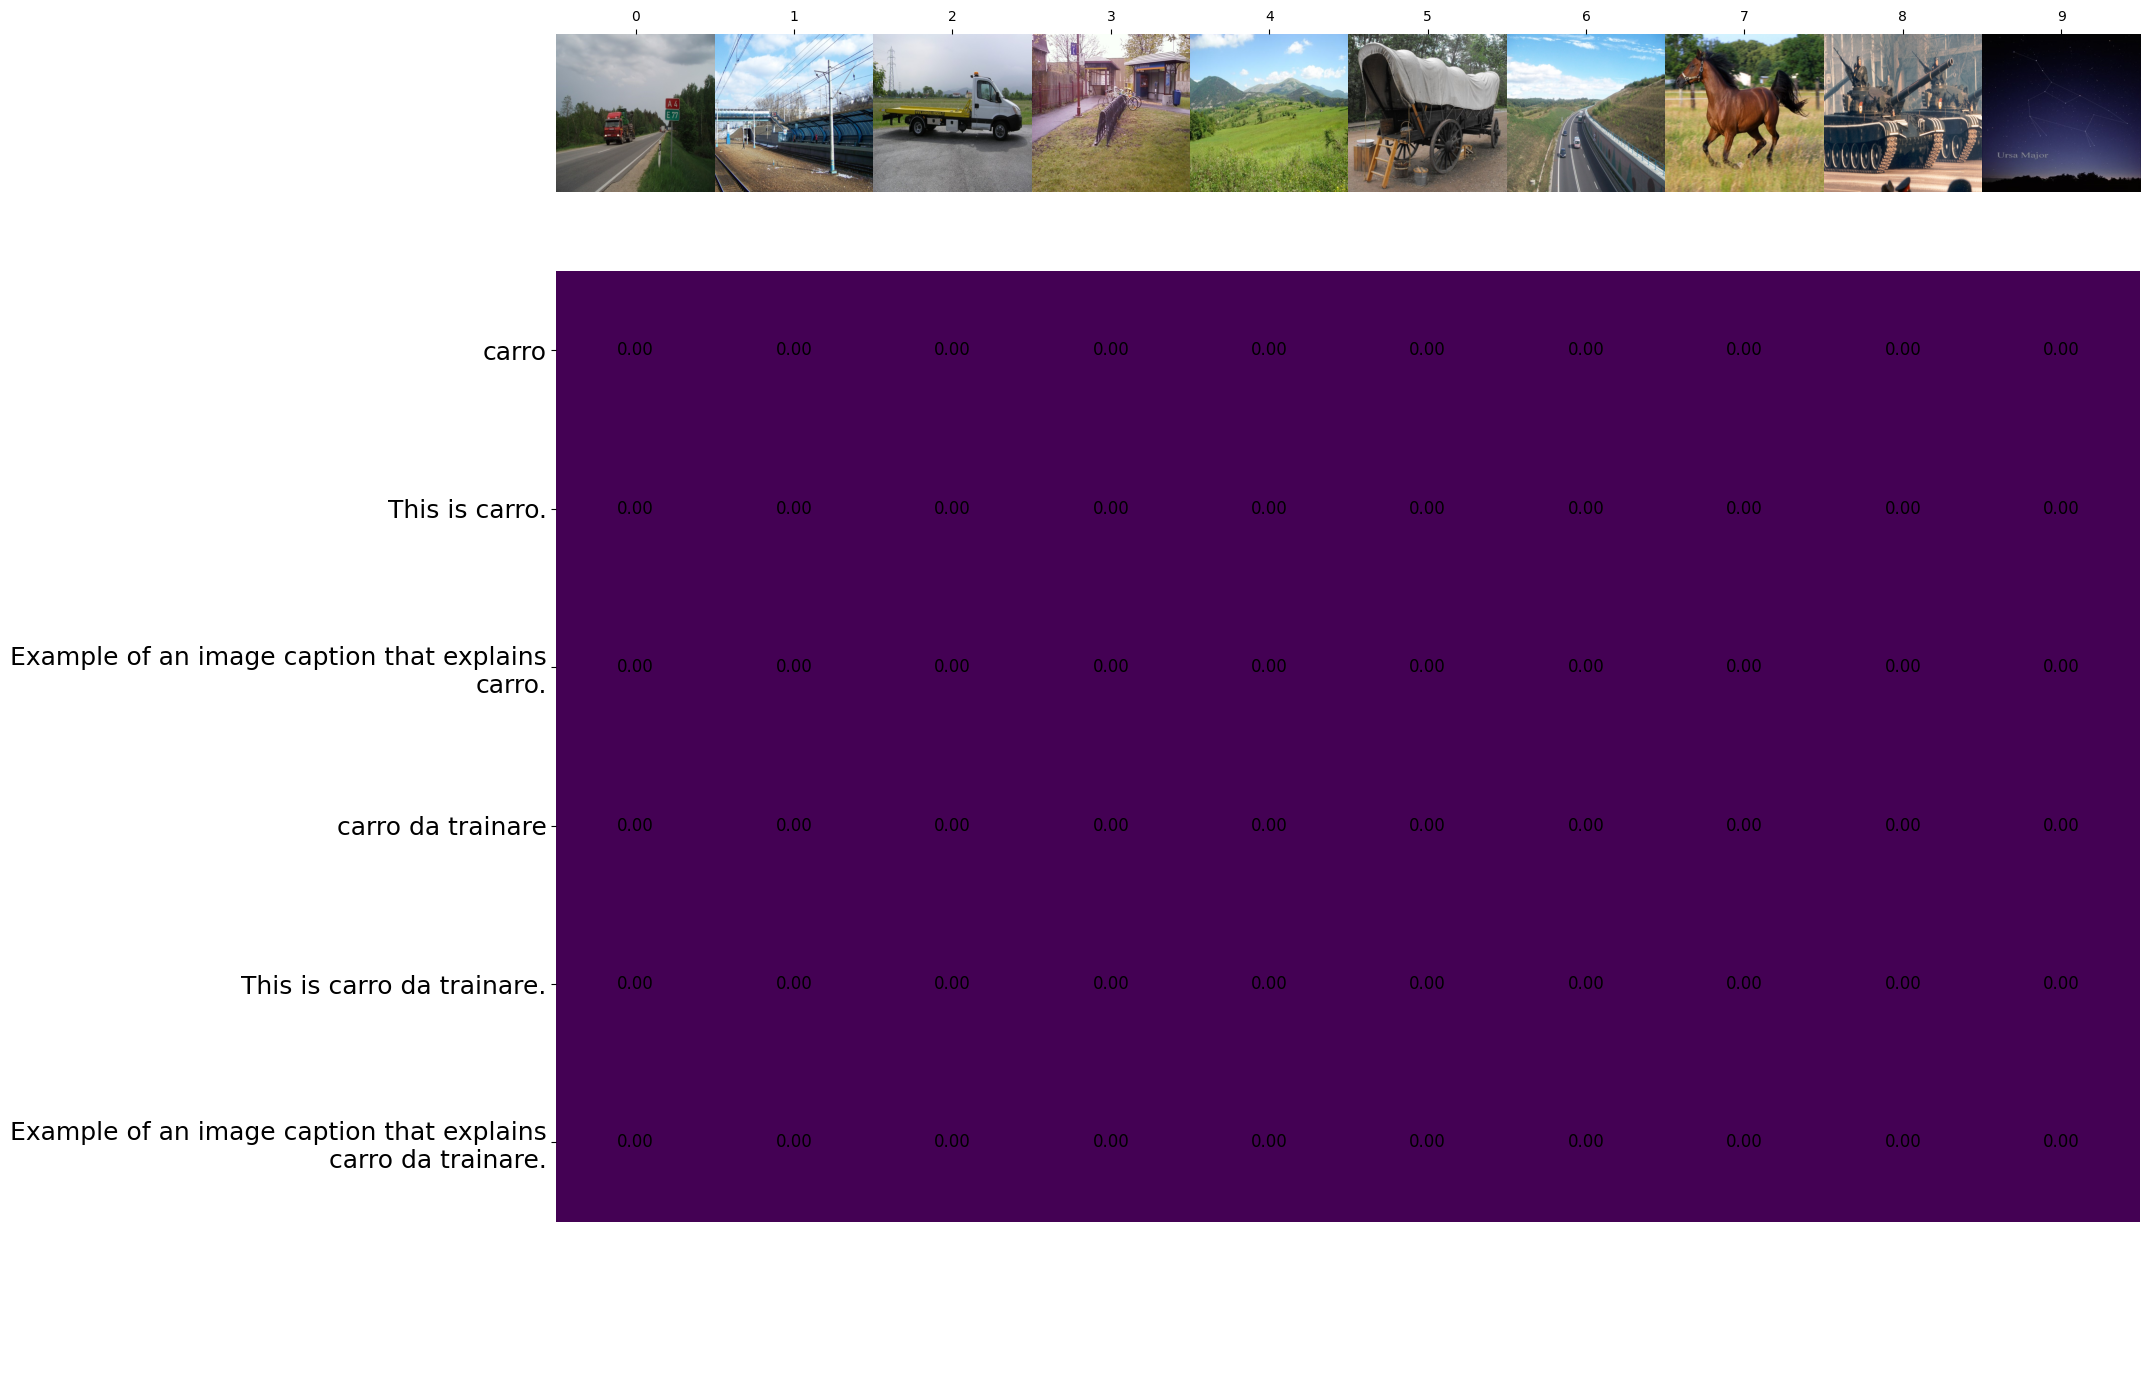 0 1 2 3 4 5 6 7 8 9
A 4
E 77
Ursa Major
carro 0.00 0.00 0.00 0.00 0.00 0.00 0.00 0.00 0.00 0.00
This is carro. 0.00 0.00 0.00 0.00 0.00 0.00 0.00 0.00 0.00 0.00
Example of an image caption that explains
carro. 0.00 0.00 0.00 0.00 0.00 0.00 0.00 0.00 0.00 0.00
carro da trainare 0.00 0.00 0.00 0.00 0.00 0.00 0.00 0.00 0.00 0.00
This is carro da trainare. 0.00 0.00 0.00 0.00 0.00 0.00 0.00 0.00 0.00 0.00
Example of an image caption that explains
carro da trainare. 0.00 0.00 0.00 0.00 0.00 0.00 0.00 0.00 0.00 0.00